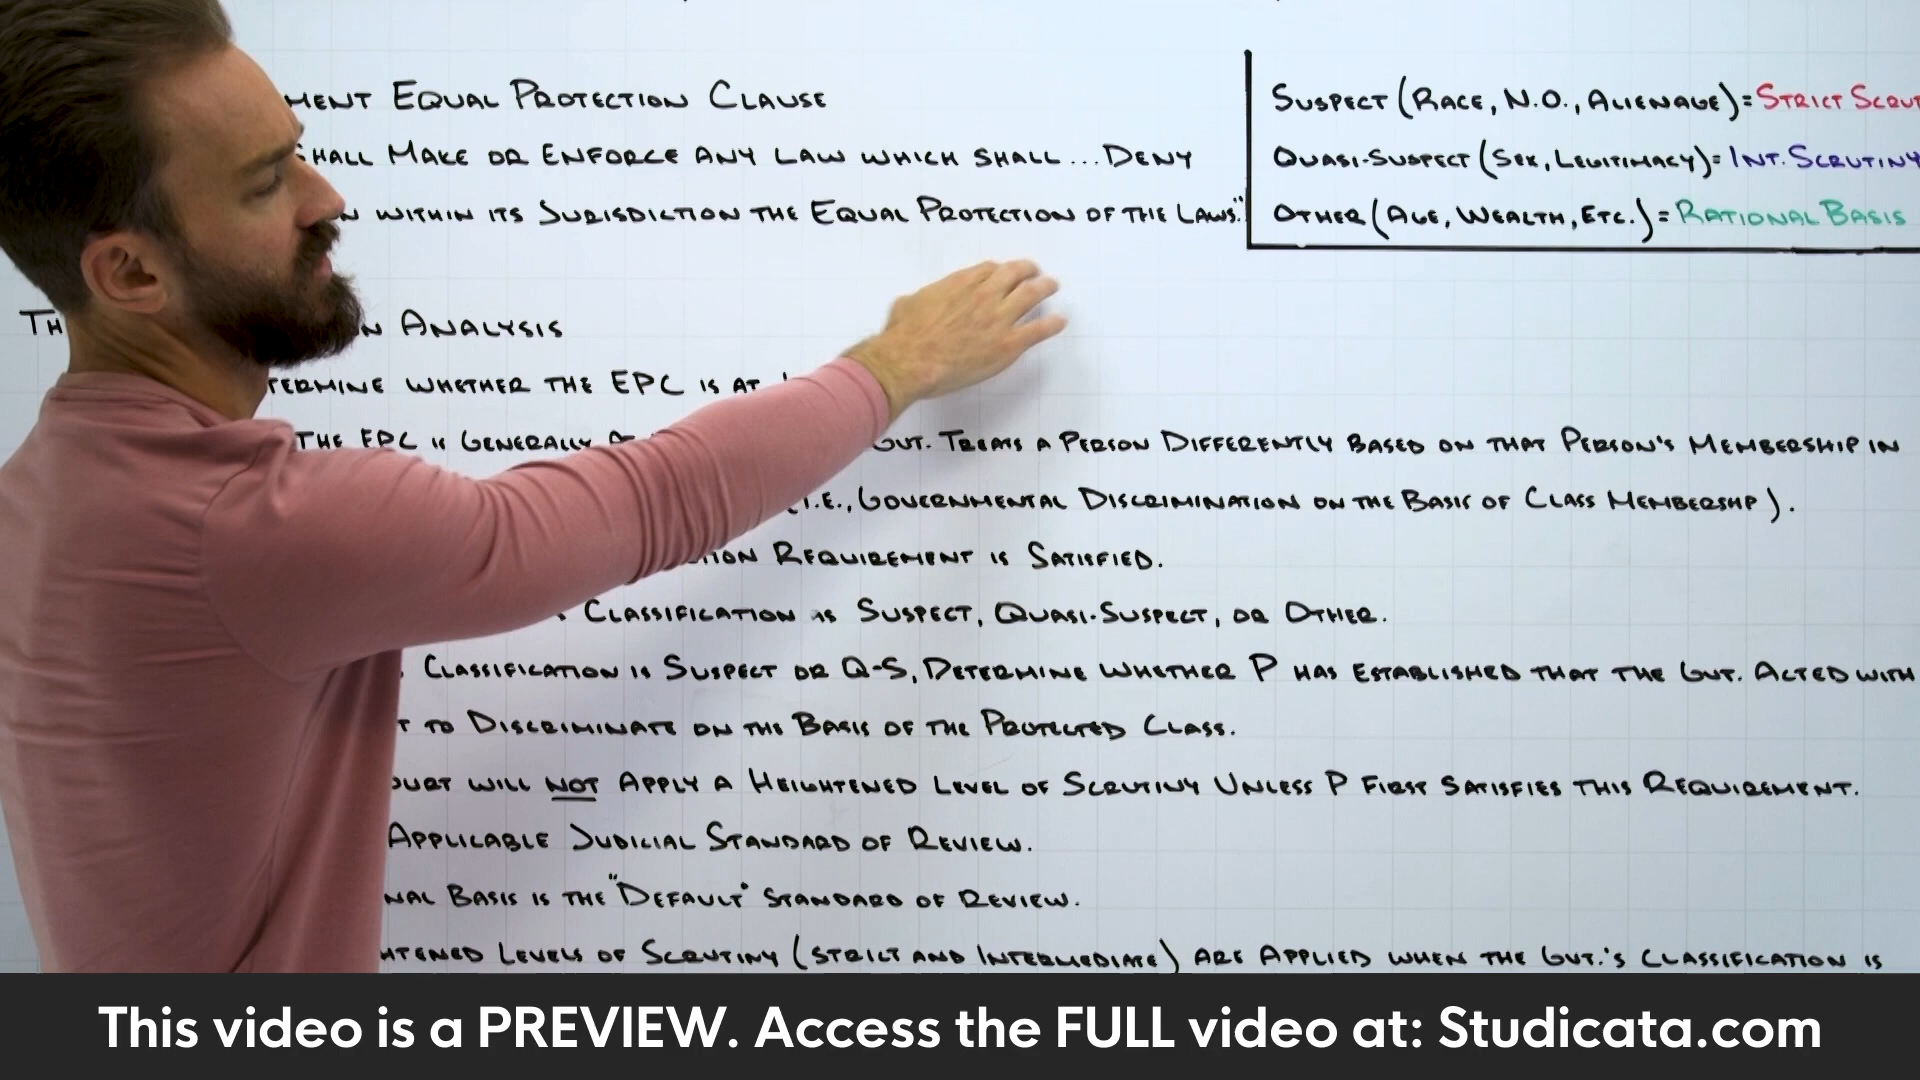 MENT EQUAL PROTECTION CLAUSE
SHALL MAKE OR ENFORCE ANY LAW WHICH SHALL...DENY
N WITHIN ITS JURISDICTION THE EQUAL PROTECTION OF THE LAWS."
SUSPECT (RACE, N.O., ALIENAGE) = STRICT SCRUT
QUASI-SUSPECT (SEX, LEGITIMACY) = INT. SCRUTINY
OTHER (AGE, WEALTH, ETC.) = RATIONAL BASIS
TH N ANALYSIS
TERMINE WHETHER THE EPC IS AT
THE EPC IS GENERALLY GVT. TREATS A PERSON DIFFERENTLY BASED ON THAT PERSON'S MEMBERSHIP IN
(I.E., GOVERNMENTAL DISCRIMINATION ON THE BASIS OF CLASS MEMBERSHP).
TION REQUIREMENT IS SATISFIED.
CLASSIFICATION IS SUSPECT, QUASI-SUSPECT, OR OTHER.
CLASSIFICATION IS SUSPECT OR Q-S, DETERMINE WHETHER P HAS ESTABLISHED THAT THE GVT. ACTED WITH
T TO DISCRIMINATE ON THE BASIS OF THE PROTECTED CLASS.
OURT WILL NOT APPLY A HEIGHTENED LEVEL OF SCRUTINY UNLESS P FIRST SATISFIES THIS REQUIREMENT.
APPLICABLE JUDICIAL STANDARD OF REVIEW.
NAL BASIS IS THE "DEFAULT" STANDARD OF REVIEW.
HTENED LEVELS OF SCRUTINY (STRICT AND INTERMEDIATE) ARE APPLIED WHEN THE GVT.'S CLASSIFICATION IS
This video is a PREVIEW. Access the FULL video at: Studicata.com